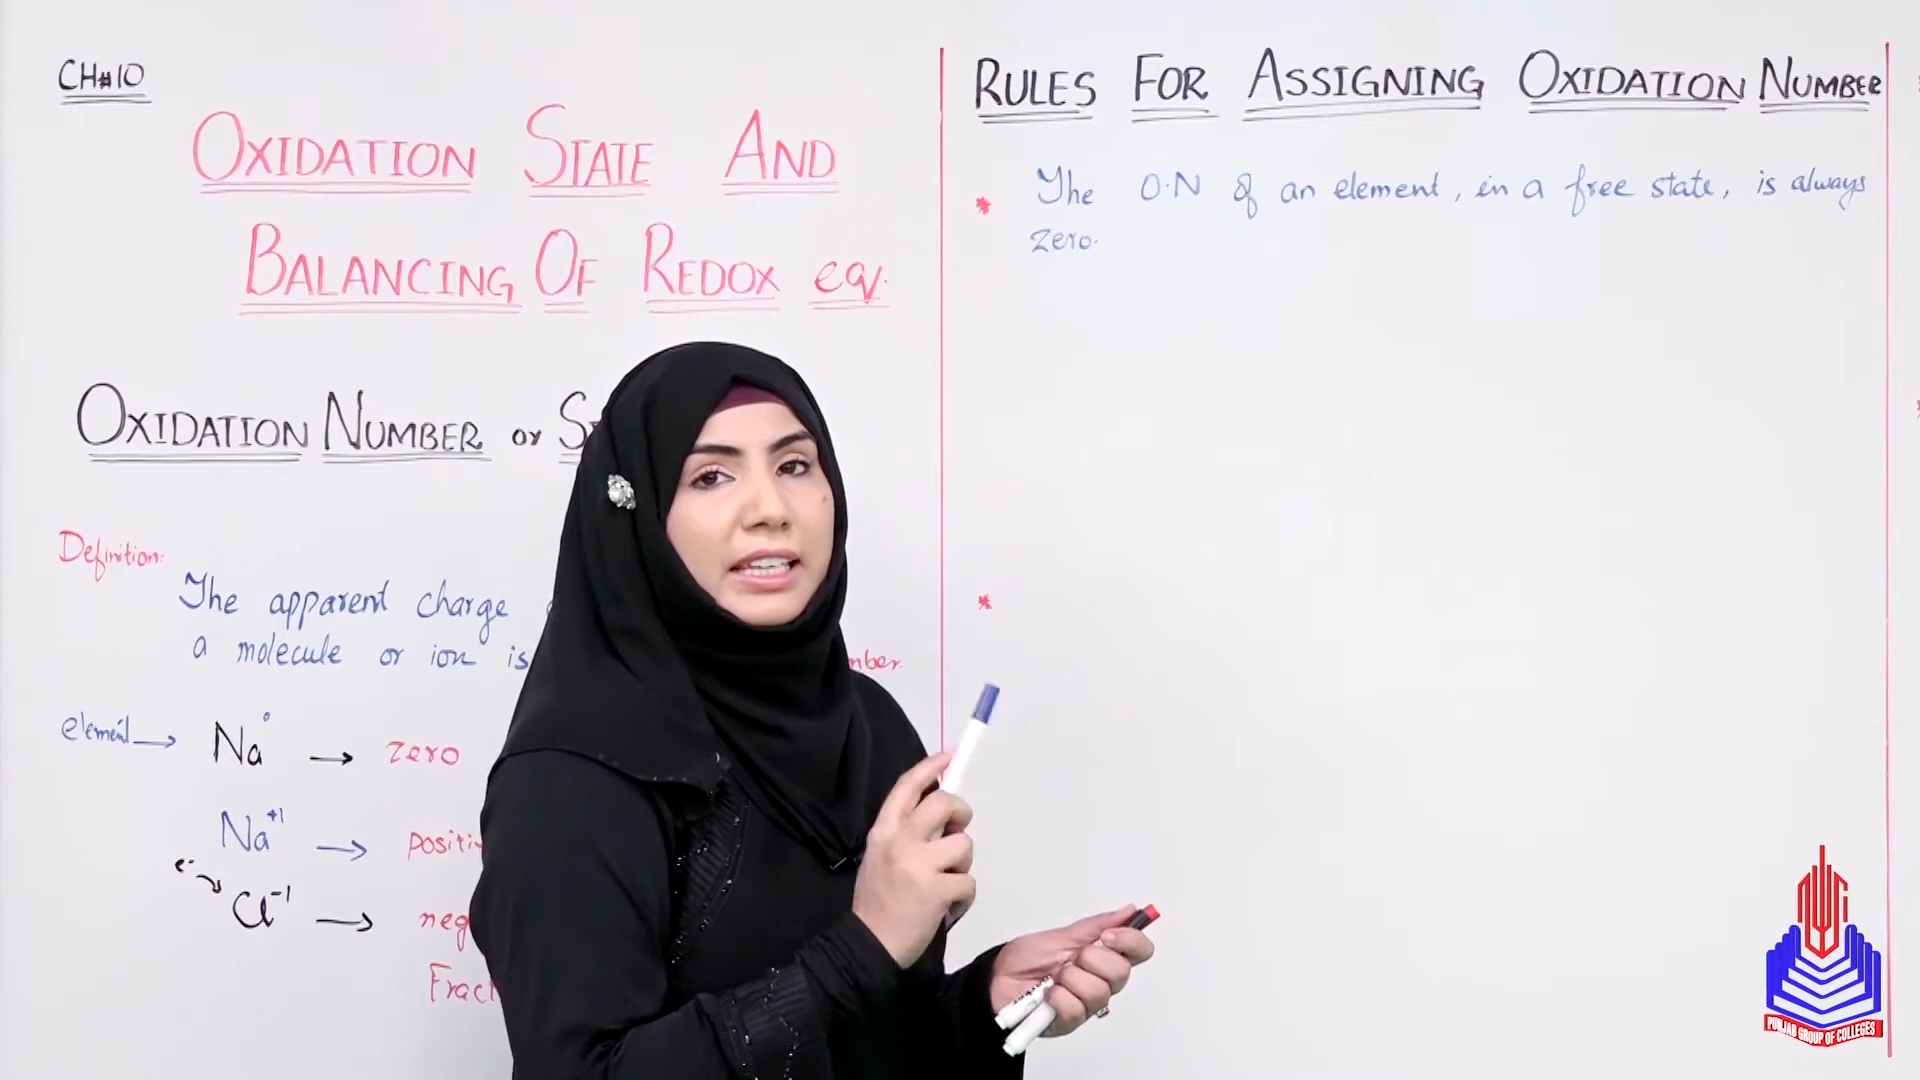 CH#10
OXIDATION STATE AND
BALANCING OF REDOX eq.
OXIDATION NUMBER or S
Definition:
The apparent charge
a molecule or ion is
mber.
element → Na° → zero
Na⁺¹ → positi
e⁻ → Cl⁻¹ → neg
Fract
RULES FOR ASSIGNING OXIDATION NUMBER
* The O.N of an element, in a free state, is always
zero.
*
PUNJAB GROUP OF COLLEGES